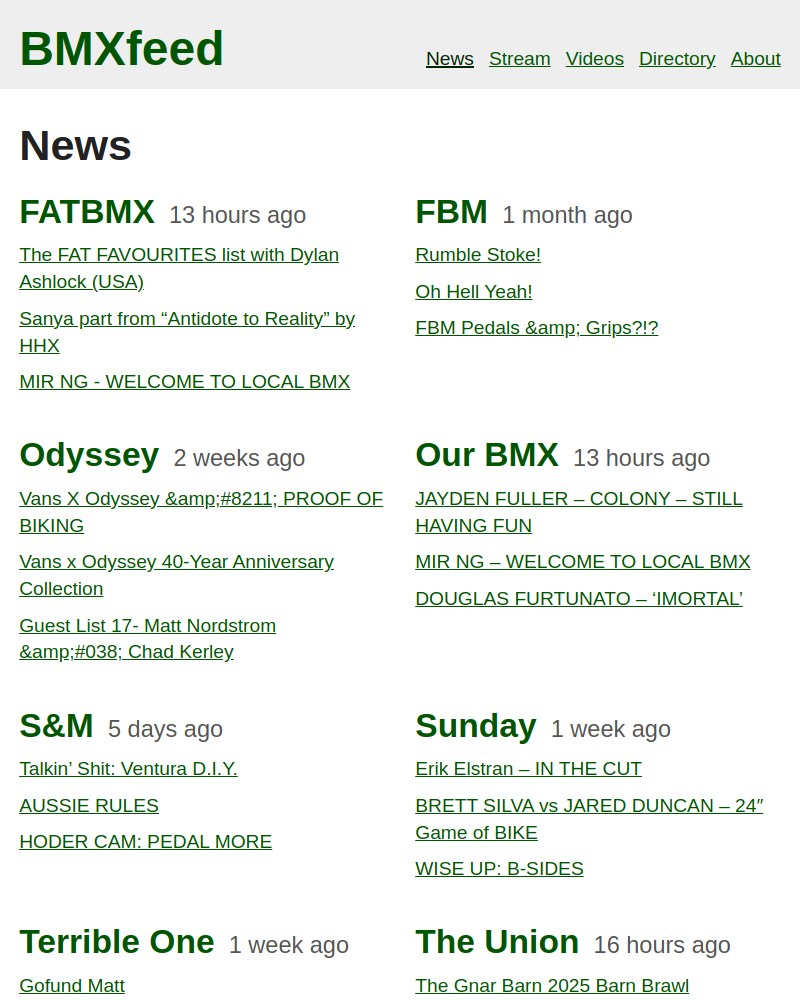 BMXfeed
News Stream Videos Directory About
News
FATBMX 13 hours ago
The FAT FAVOURITES list with Dylan
Ashlock (USA)
Sanya part from “Antidote to Reality” by
HHX
MIR NG - WELCOME TO LOCAL BMX
FBM 1 month ago
Rumble Stoke!
Oh Hell Yeah!
FBM Pedals &amp; Grips?!?
Odyssey 2 weeks ago
Vans X Odyssey &amp;#8211; PROOF OF
BIKING
Vans x Odyssey 40-Year Anniversary
Collection
Guest List 17- Matt Nordstrom
&amp;#038; Chad Kerley
Our BMX 13 hours ago
JAYDEN FULLER – COLONY – STILL
HAVING FUN
MIR NG – WELCOME TO LOCAL BMX
DOUGLAS FURTUNATO – ‘IMORTAL’
S&M 5 days ago
Talkin’ Shit: Ventura D.I.Y.
AUSSIE RULES
HODER CAM: PEDAL MORE
Sunday 1 week ago
Erik Elstran – IN THE CUT
BRETT SILVA vs JARED DUNCAN – 24″
Game of BIKE
WISE UP: B-SIDES
Terrible One 1 week ago
Gofund Matt
The Union 16 hours ago
The Gnar Barn 2025 Barn Brawl